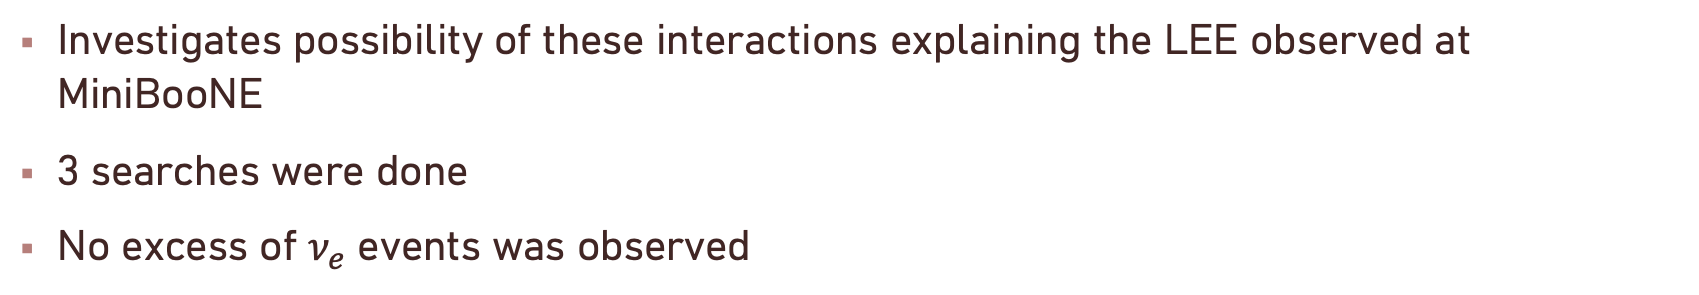 ▪ Investigates possibility of these interactions explaining the LEE observed at
MiniBooNE
▪ 3 searches were done
▪ No excess of νₑ events was observed